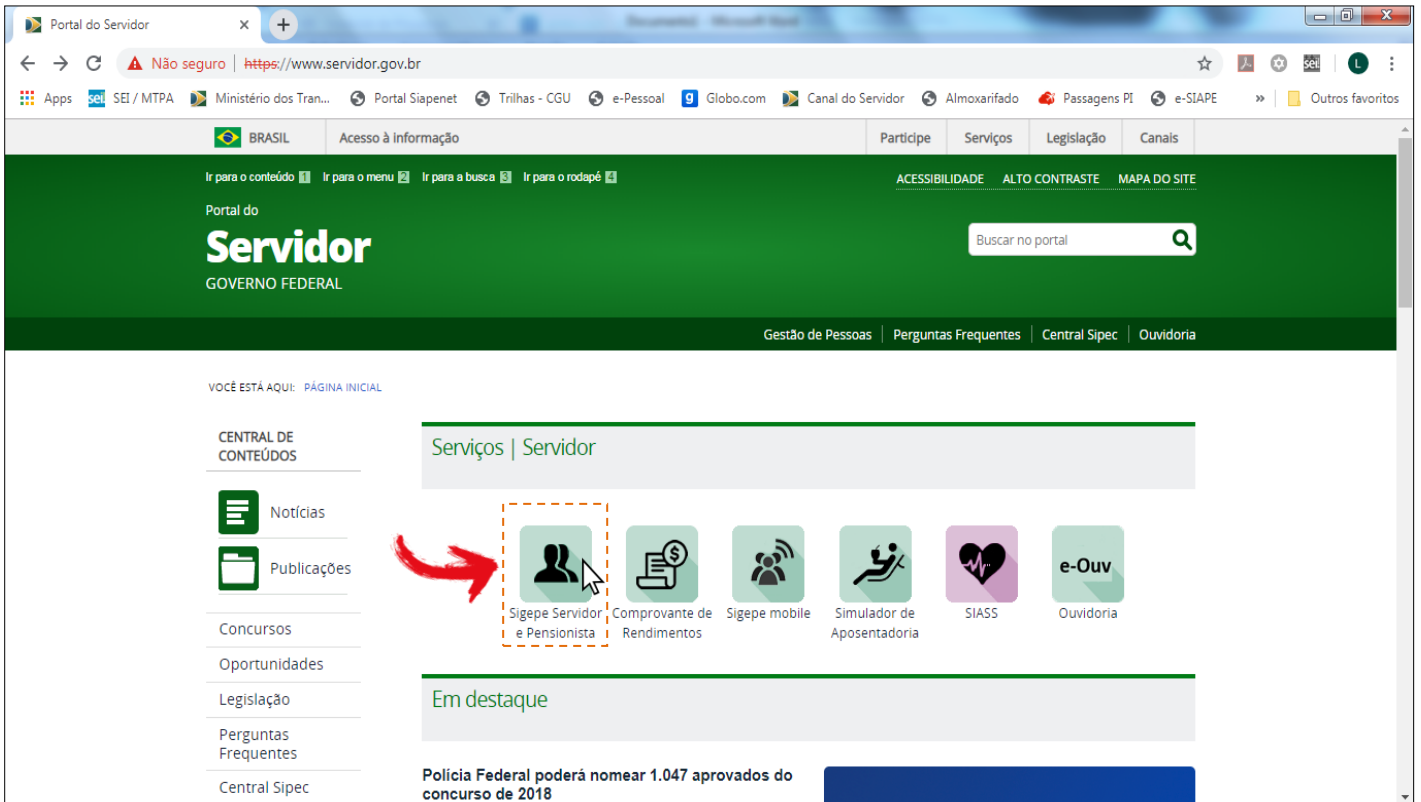 Portal do Servidor
Não seguro | https://www.servidor.gov.br
Apps SEI / MTPA Ministério dos Tran... Portal Siapenet Trilhas - CGU e-Pessoal Globo.com Canal do Servidor Almoxarifado Passagens PI e-SIAPE » Outros favoritos
BRASIL Acesso à informação Participe Serviços Legislação Canais
Ir para o conteúdo 1 Ir para o menu 2 Ir para a busca 3 Ir para o rodapé 4 ACESSIBILIDADE ALTO CONTRASTE MAPA DO SITE
Portal do
Servidor
Buscar no portal
GOVERNO FEDERAL
Gestão de Pessoas | Perguntas Frequentes | Central Sipec | Ouvidoria
VOCÊ ESTÁ AQUI: PÁGINA INICIAL
CENTRAL DE
CONTEÚDOS
Notícias
Publicações
Concursos
Oportunidades
Legislação
Perguntas
Frequentes
Central Sipec
Serviços | Servidor
Sigepe Servidor
e Pensionista
Comprovante de
Rendimentos
Sigepe mobile
Simulador de
Aposentadoria
SIASS
e-Ouv
Ouvidoria
Em destaque
Polícia Federal poderá nomear 1.047 aprovados do
concurso de 2018